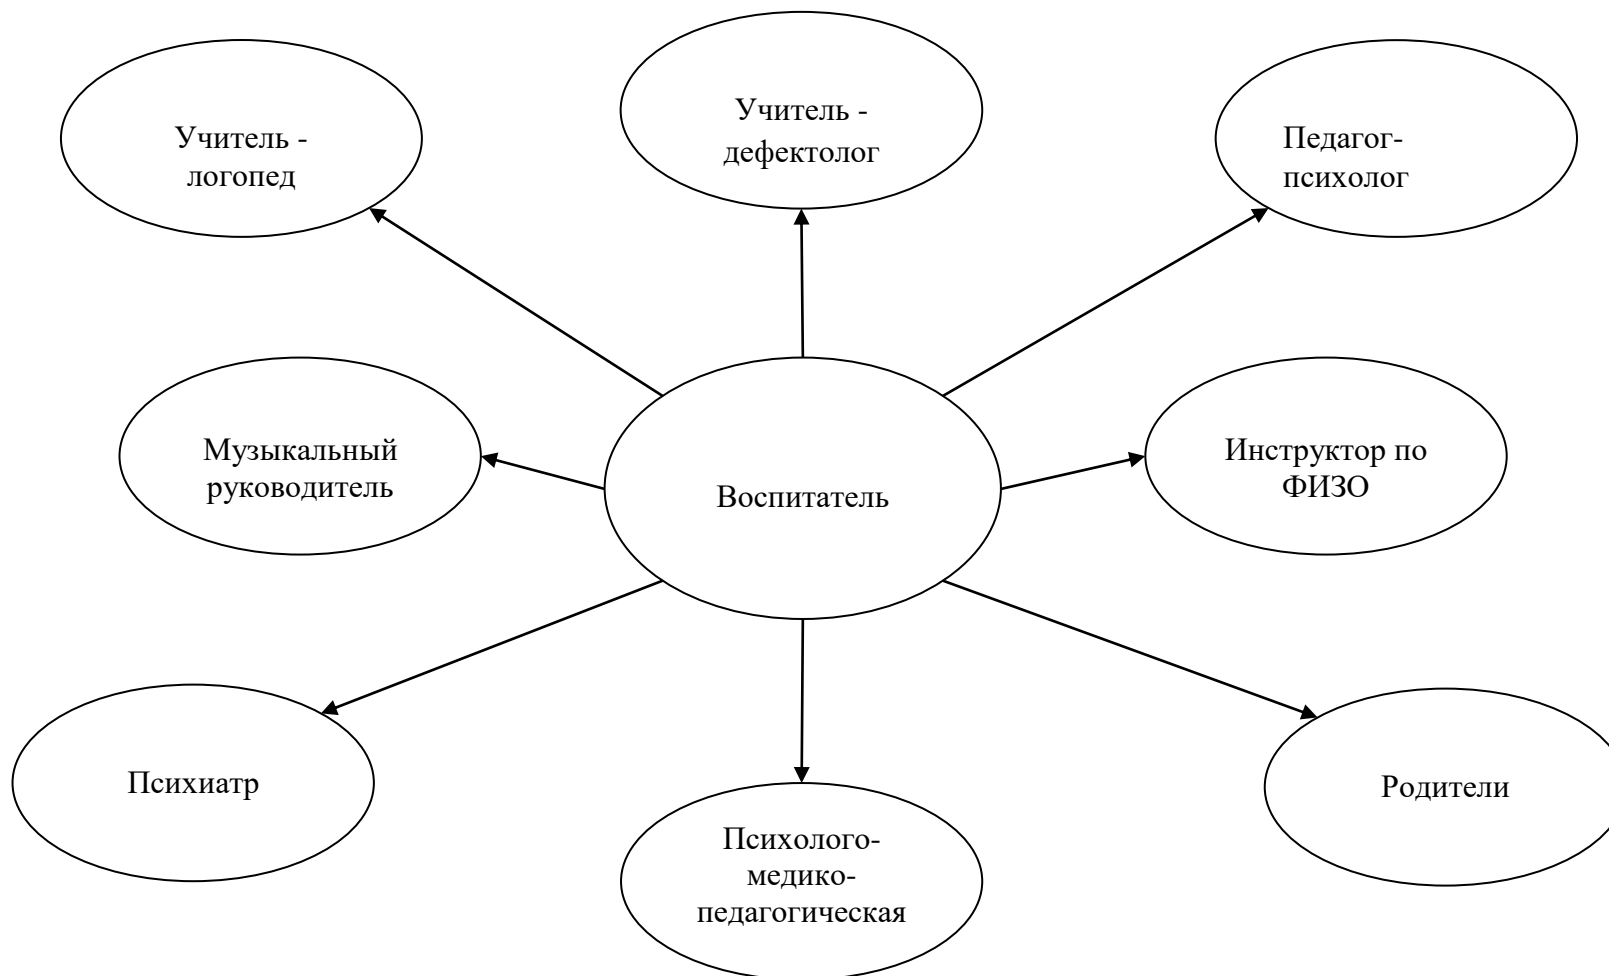 Учитель -
логопед
Учитель -
дефектолог
Педагог-
психолог
Музыкальный
руководитель
Воспитатель
Инструктор по
ФИЗО
Психиатр
Психолого-
медико-
педагогическая
Родители